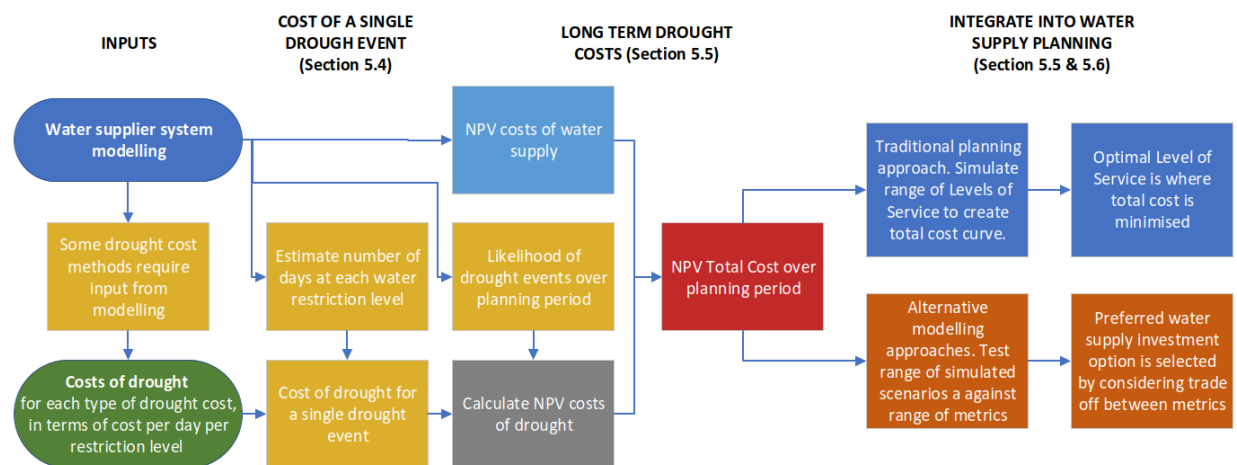 INPUTS
COST OF A SINGLE
DROUGH EVENT
(Section 5.4)
LONG TERM DROUGHT
COSTS (Section 5.5)
INTEGRATE INTO WATER
SUPPLY PLANNING
(Section 5.5 & 5.6)
Water supplier system
modelling
NPV costs of water
supply
Traditional planning
approach. Simulate
range of Levels of
Service to create
total cost curve.
Optimal Level of
Service is where
total cost is
minimised
Some drought cost
methods require
input from
modelling
Estimate number of
days at each water
restriction level
Likelihood of
drought events over
planning period
NPV Total Cost over
planning period
Costs of drought
for each type of drought cost,
in terms of cost per day per
restriction level
Cost of drought for
a single drought
event
Calculate NPV costs
of drought
Alternative
modelling
approaches. Test
range of simulated
scenarios a against
range of metrics
Preferred water
supply investment
option is selected
by considering trade
off between metrics